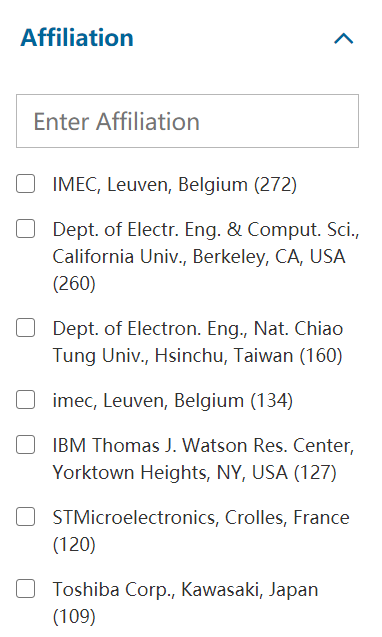 Affiliation
Enter Affiliation
IMEC, Leuven, Belgium (272)
Dept. of Electr. Eng. & Comput. Sci.,
California Univ., Berkeley, CA, USA
(260)
Dept. of Electron. Eng., Nat. Chiao
Tung Univ., Hsinchu, Taiwan (160)
imec, Leuven, Belgium (134)
IBM Thomas J. Watson Res. Center,
Yorktown Heights, NY, USA (127)
STMicroelectronics, Crolles, France
(120)
Toshiba Corp., Kawasaki, Japan
(109)